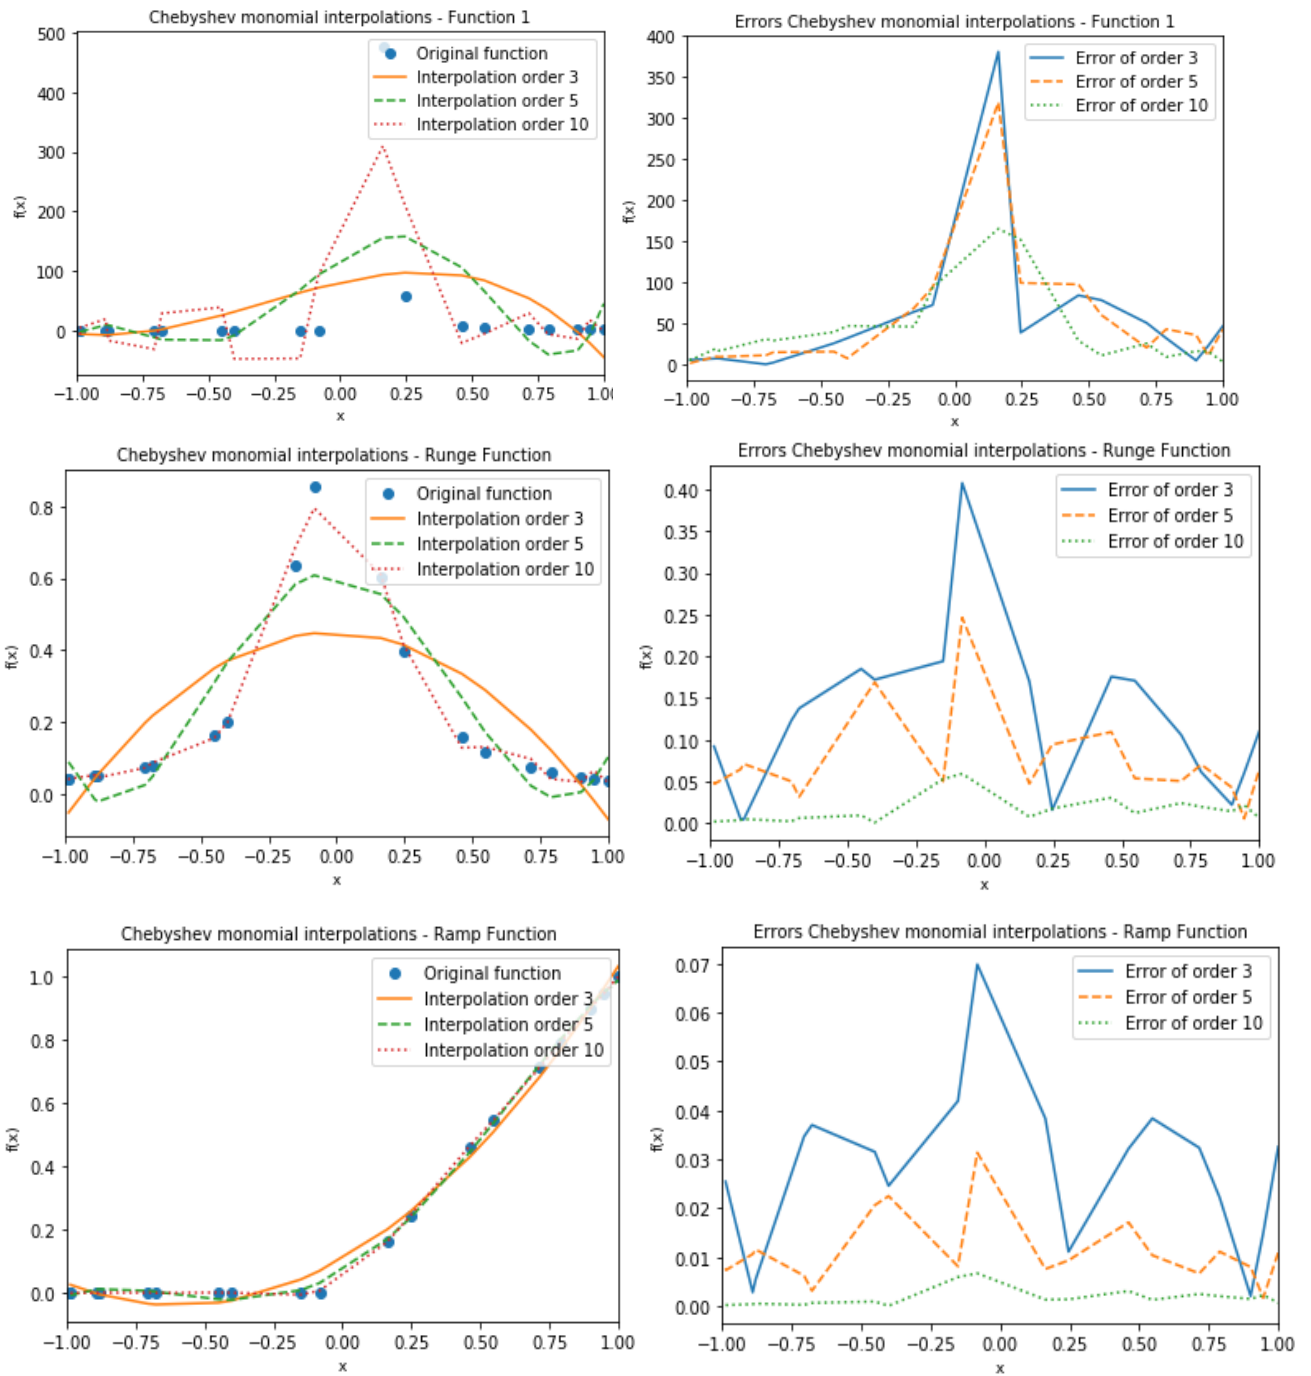 Chebyshev monomial interpolations - Function 1
500
400
300
200
100
0
f(x)
Original function
Interpolation order 3
Interpolation order 5
Interpolation order 10
−1.00 −0.75 −0.50 −0.25 0.00 0.25 0.50 0.75 1.0
x
Errors Chebyshev monomial interpolations - Function 1
400
350
300
250
200
150
100
50
0
f(x)
Error of order 3
Error of order 5
Error of order 10
−1.00 −0.75 −0.50 −0.25 0.00 0.25 0.50 0.75 1.00
x
Chebyshev monomial interpolations - Runge Function
0.8
0.6
0.4
0.2
0.0
f(x)
Original function
Interpolation order 3
Interpolation order 5
Interpolation order 10
−1.00 −0.75 −0.50 −0.25 0.00 0.25 0.50 0.75 1.00
x
Errors Chebyshev monomial interpolations - Runge Function
0.40
0.35
0.30
0.25
0.20
0.15
0.10
0.05
0.00
f(x)
Error of order 3
Error of order 5
Error of order 10
−1.00 −0.75 −0.50 −0.25 0.00 0.25 0.50 0.75 1.00
x
Chebyshev monomial interpolations - Ramp Function
1.0
0.8
0.6
0.4
0.2
0.0
f(x)
Original function
Interpolation order 3
Interpolation order 5
Interpolation order 10
−1.00 −0.75 −0.50 −0.25 0.00 0.25 0.50 0.75 1.00
x
Errors Chebyshev monomial interpolations - Ramp Function
0.07
0.06
0.05
0.04
0.03
0.02
0.01
0.00
f(x)
Error of order 3
Error of order 5
Error of order 10
−1.00 −0.75 −0.50 −0.25 0.00 0.25 0.50 0.75 1.00
x